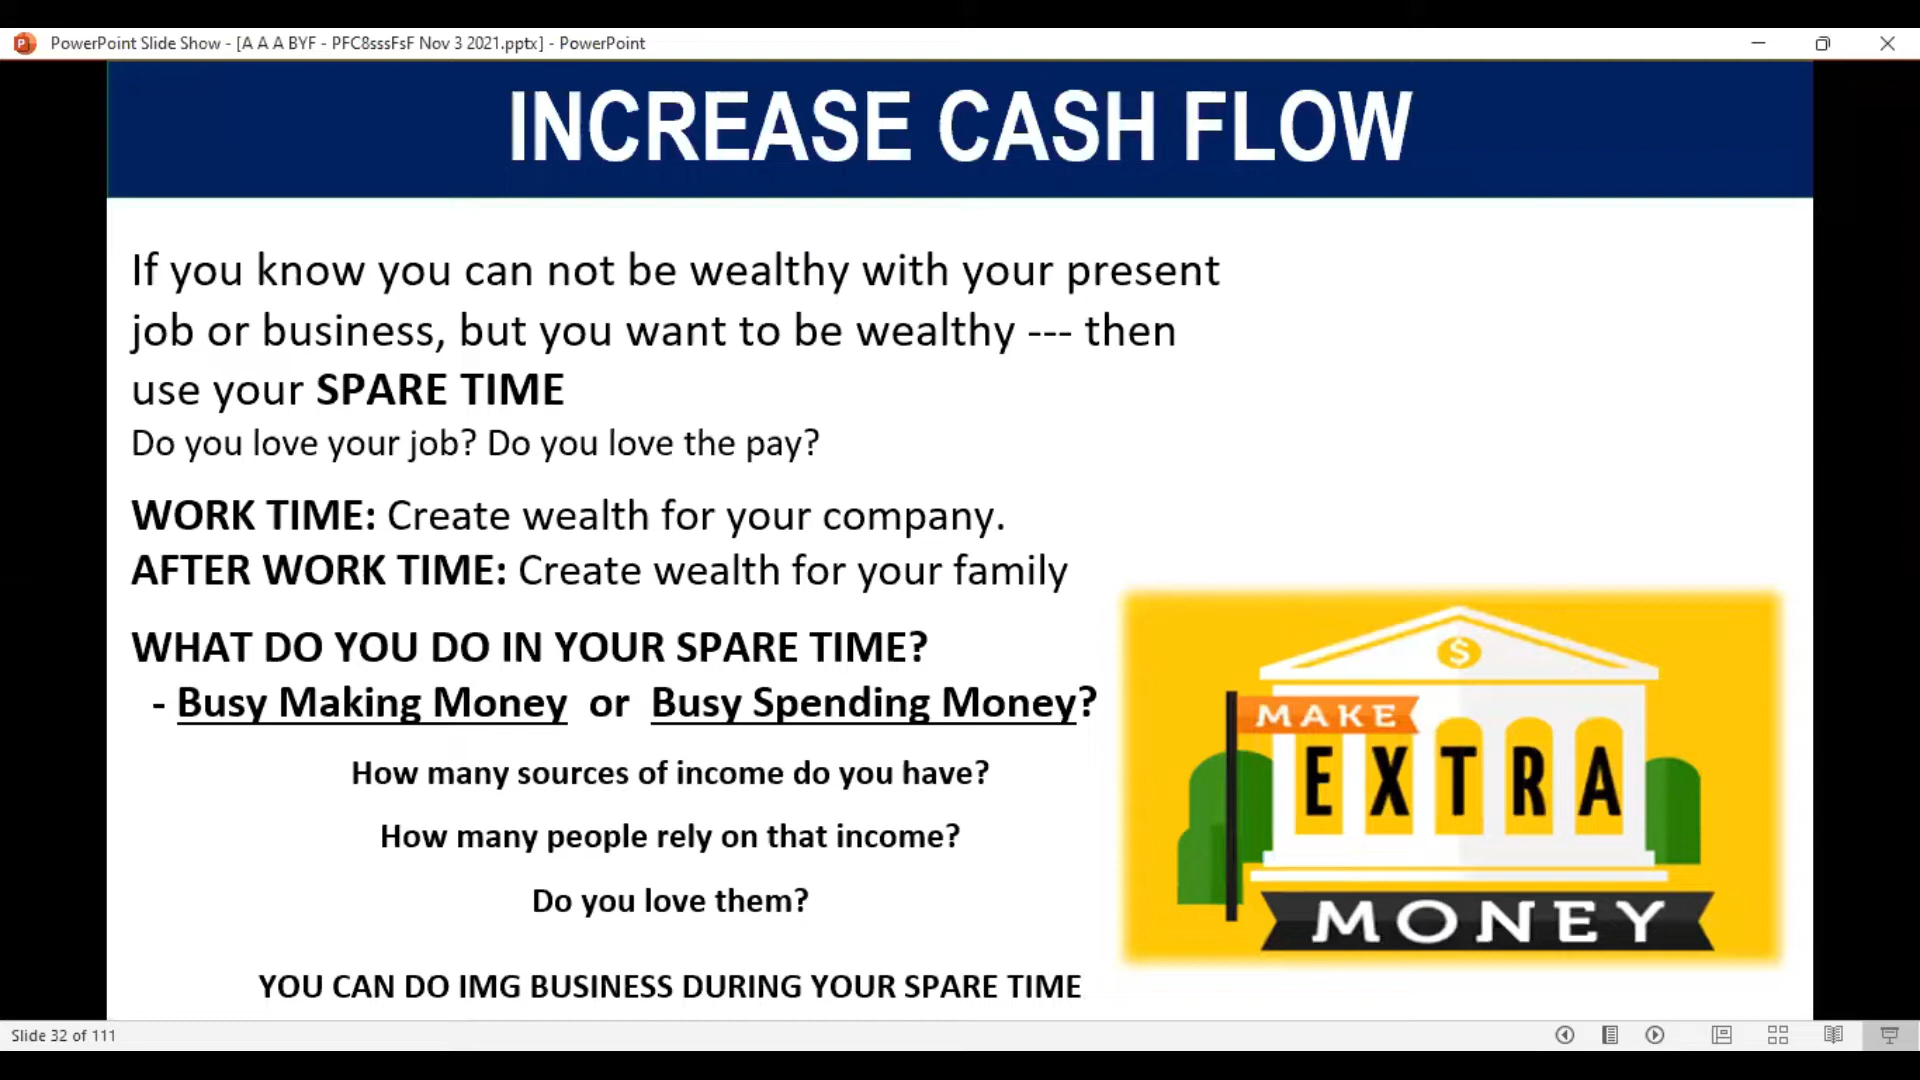 PowerPoint Slide Show - [A A A BYF - PFC8sssFsF Nov 3 2021.pptx] - PowerPoint
INCREASE CASH FLOW
If you know you can not be wealthy with your present
job or business, but you want to be wealthy --- then
use your SPARE TIME
Do you love your job? Do you love the pay?
WORK TIME: Create wealth for your company.
AFTER WORK TIME: Create wealth for your family
WHAT DO YOU DO IN YOUR SPARE TIME?
- Busy Making Money or Busy Spending Money?
How many sources of income do you have?
How many people rely on that income?
Do you love them?
YOU CAN DO IMG BUSINESS DURING YOUR SPARE TIME
$
MAKE
EXTRA
MONEY
Slide 32 of 111